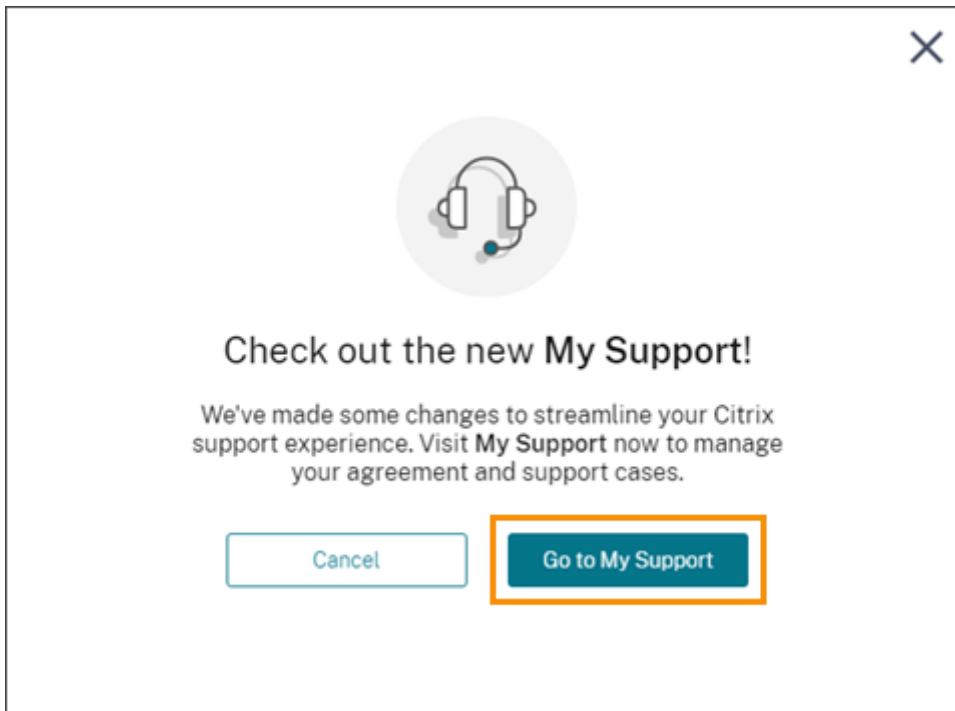 Check out the new My Support!
We've made some changes to streamline your Citrix
support experience. Visit My Support now to manage
your agreement and support cases.
Cancel
Go to My Support